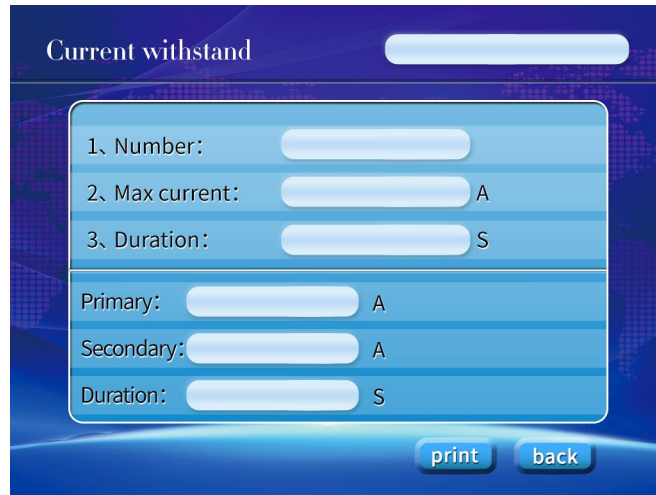 Current withstand
1、Number：
2、Max current： A
3、Duration： S
Primary： A
Secondary： A
Duration： S
print back